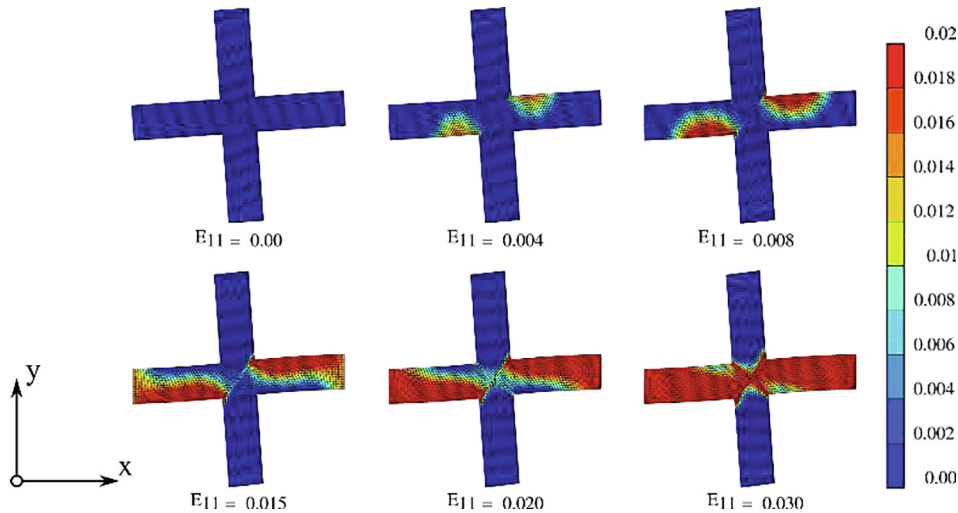 E11 = 0.00
E11 = 0.004
E11 = 0.008
y
x
E11 = 0.015
E11 = 0.020
E11 = 0.030
0.02
0.018
0.016
0.014
0.012
0.01
0.008
0.006
0.004
0.002
0.00